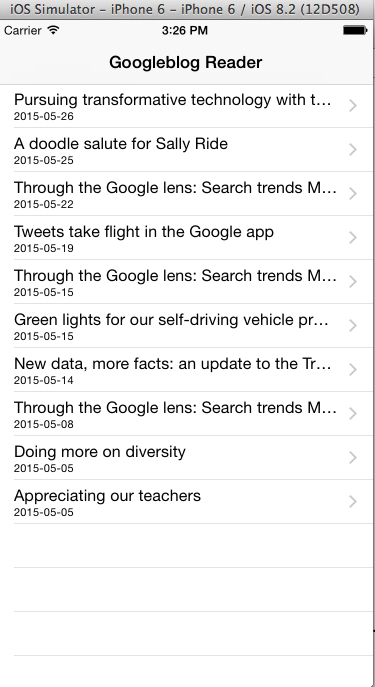 iOS Simulator - iPhone 6 - iPhone 6 / iOS 8.2 (12D508)
Carrier 3:26 PM
Googleblog Reader
Pursuing transformative technology with t…
2015-05-26
A doodle salute for Sally Ride
2015-05-25
Through the Google lens: Search trends M…
2015-05-22
Tweets take flight in the Google app
2015-05-19
Through the Google lens: Search trends M…
2015-05-15
Green lights for our self-driving vehicle pr…
2015-05-15
New data, more facts: an update to the Tr…
2015-05-14
Through the Google lens: Search trends M…
2015-05-08
Doing more on diversity
2015-05-05
Appreciating our teachers
2015-05-05